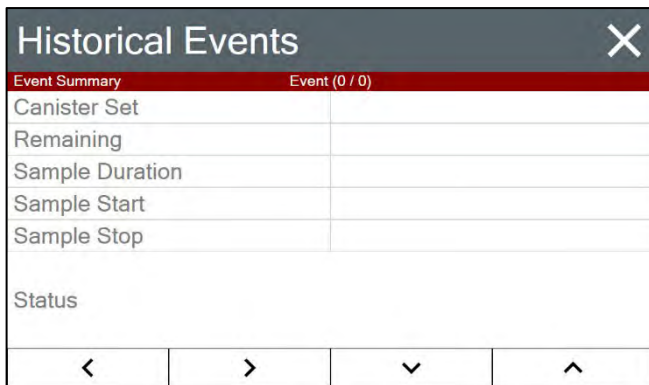 Historical Events
Event Summary Event (0 / 0)
Canister Set
Remaining
Sample Duration
Sample Start
Sample Stop
Status